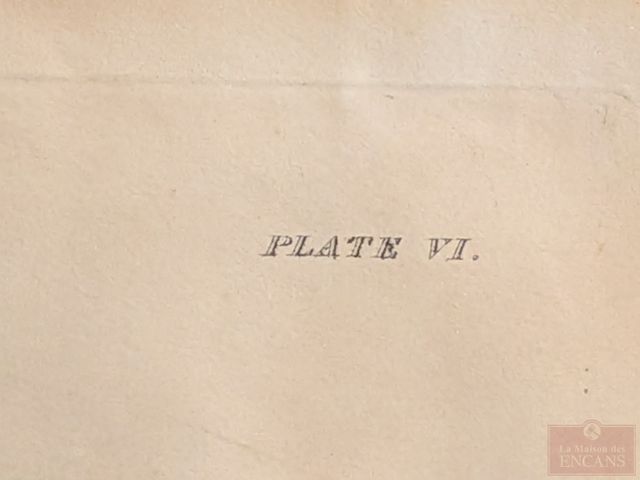 PLATE VI.
La Maison des
ENCANS